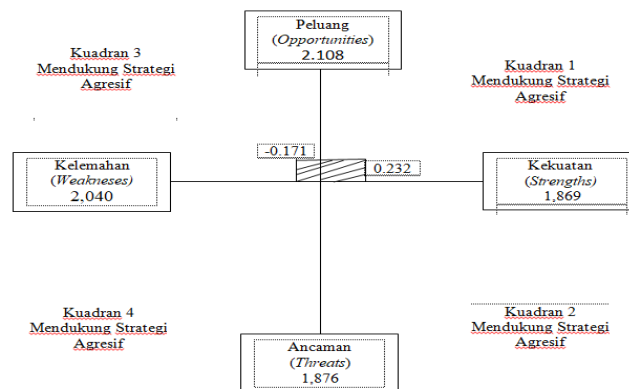 Peluang
(Opportunities)
2.108
Kuadran 3
Mendukung Strategi
Agresif
Kuadran 1
Mendukung Strategi
Agresif
-0.171
0.232
Kelemahan
(Weakneses)
2,040
Kekuatan
(Strengths)
1,869
Kuadran 4
Mendukung Strategi
Agresif
Kuadran 2
Mendukung Strategi
Agresif
Ancaman
(Threats)
1,876